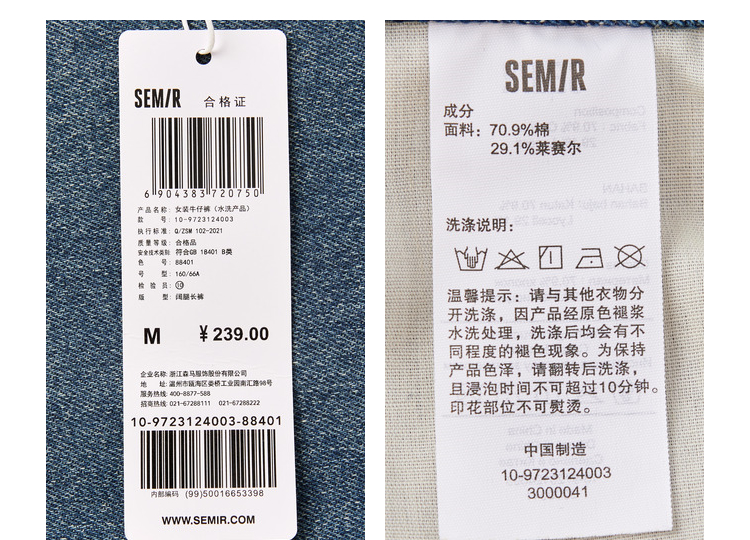 SEMIR 合格证
6 904383 720750
产品名称: 女装牛仔裤(水洗产品)
款 号: 10-9723124003
执行标准: Q/ZSM 102-2021
质量等级: 合格品
安全技术类别: 符合GB 18401 B类
色 号: 88401
号 型: 160/66A
检 验 员: ⑩
版 型: 阔腿长裤
M ¥239.00
企业名称: 浙江森马服饰股份有限公司
地 址: 温州市瓯海区娄桥工业园南汇路98号
服务热线: 400-8877-588
招商热线: 021-67288111 021-67288222
10-9723124003-88401
内部编码 (99)50016653398
WWW.SEMIR.COM
SEMIR
成分
面料: 70.9%棉
29.1%莱赛尔
洗涤说明:
温馨提示: 请与其他衣物分
开洗涤, 因产品经原色褪浆
水洗处理, 洗涤后均会有不
同程度的褪色现象。为保持
产品色泽, 请翻转后洗涤,
且浸泡时间不可超过10分钟。
印花部位不可熨烫。
中国制造
10-9723124003
3000041